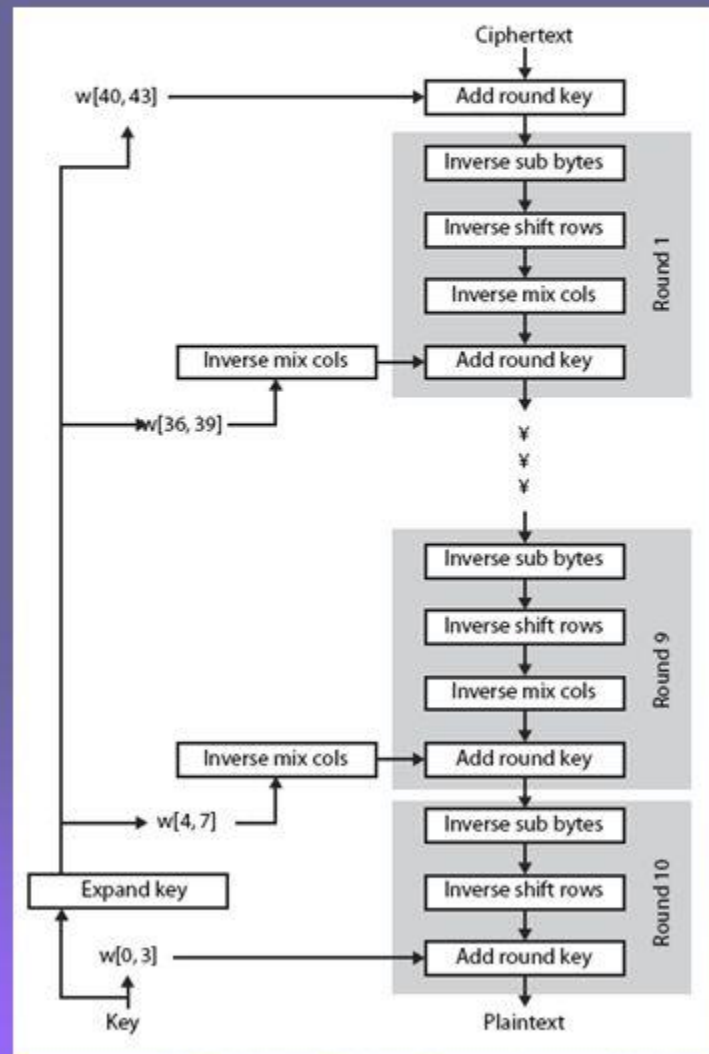 Ciphertext
w[40, 43]
Add round key
Inverse sub bytes
Inverse shift rows
Inverse mix cols
Round 1
Inverse mix cols
Add round key
w[36, 39]
¥
¥
¥
Inverse sub bytes
Inverse shift rows
Inverse mix cols
Round 9
Inverse mix cols
Add round key
w[4, 7]
Inverse sub bytes
Expand key
Inverse shift rows
Round 10
w[0, 3]
Add round key
Key
Plaintext